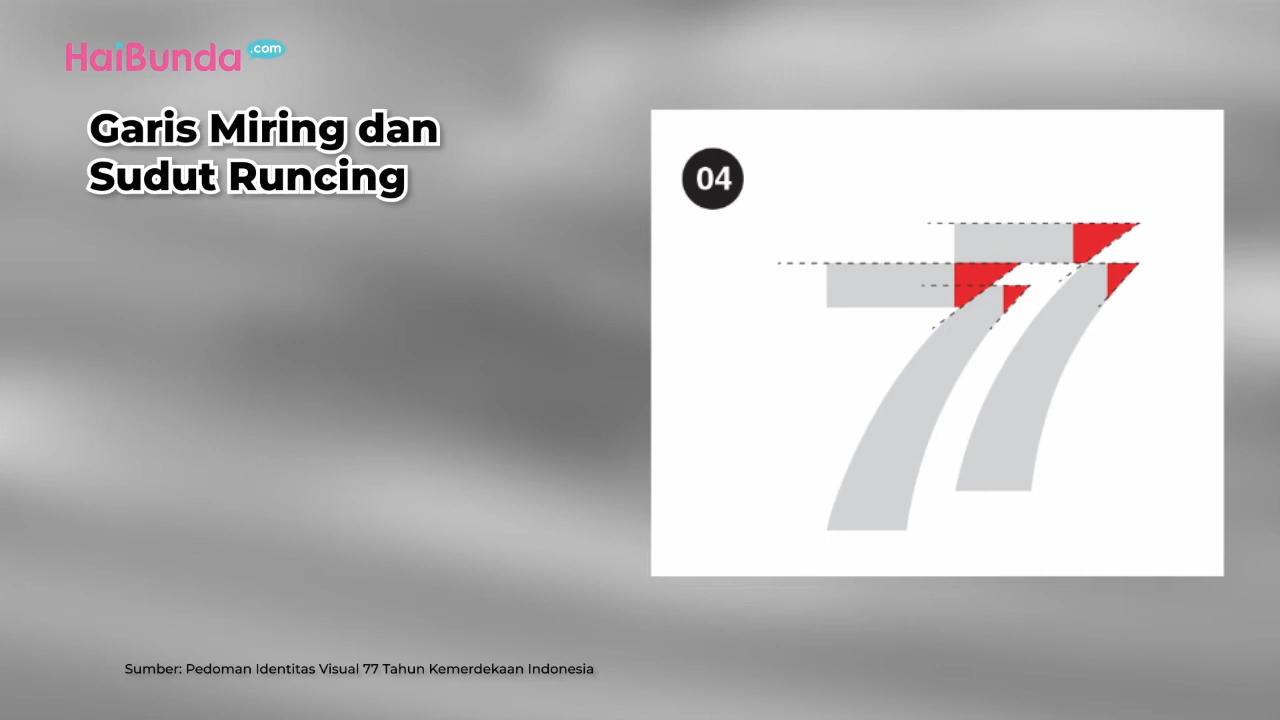 HaiBunda.com
Garis Miring dan
Sudut Runcing
04
77
Sumber: Pedoman Identitas Visual 77 Tahun Kemerdekaan Indonesia